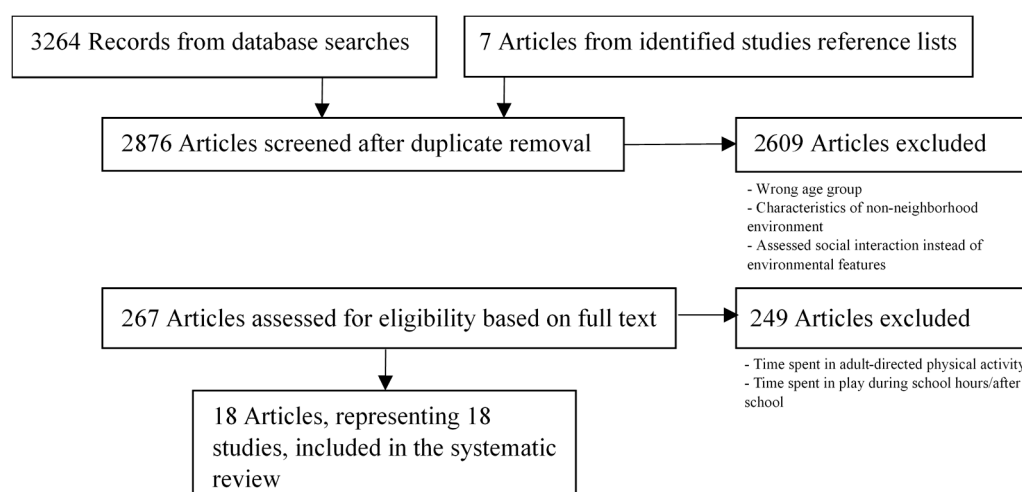 3264 Records from database searches
7 Articles from identified studies reference lists
2876 Articles screened after duplicate removal
2609 Articles excluded
- Wrong age group
- Characteristics of non-neighborhood
environment
- Assessed social interaction instead of
environmental features
267 Articles assessed for eligibility based on full text
249 Articles excluded
- Time spent in adult-directed physical activity
- Time spent in play during school hours/after
school
18 Articles, representing 18
studies, included in the systematic
review